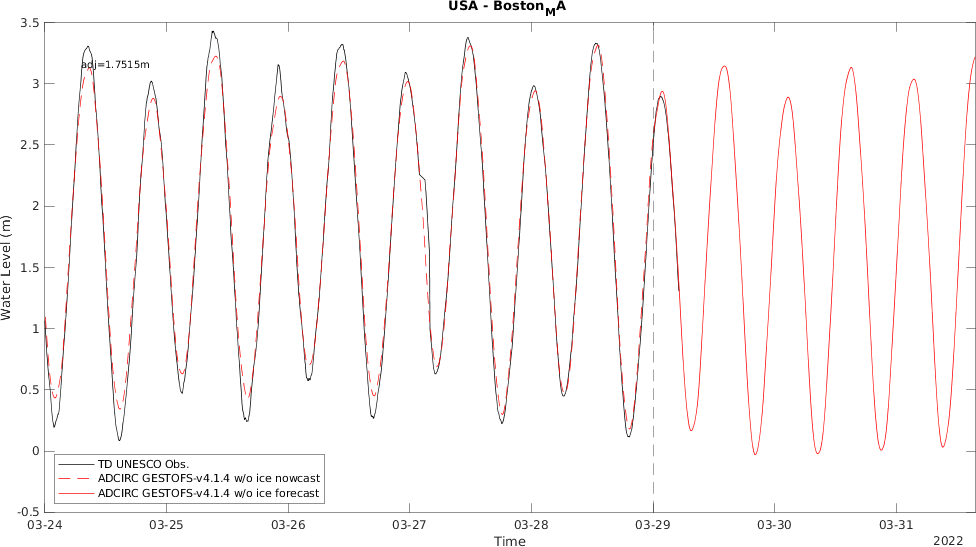 USA - BostonMA
3.5
adj=1.7515m
3
2.5
2
1.5
1
0.5
0
-0.5
Water Level (m)
TD UNESCO Obs.
ADCIRC GESTOFS-v4.1.4 w/o ice nowcast
ADCIRC GESTOFS-v4.1.4 w/o ice forecast
03-24 03-25 03-26 03-27 03-28 03-29 03-30 03-31
Time
2022